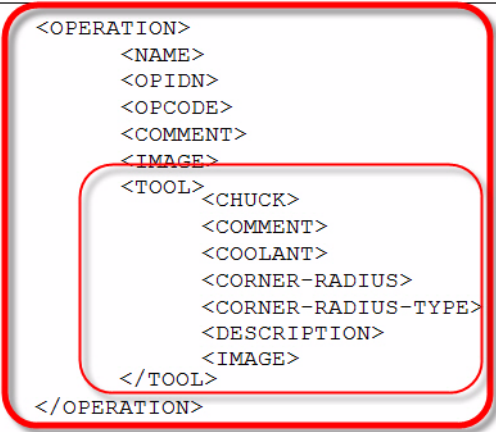 <OPERATION>
<NAME>
<OPIDN>
<OPCODE>
<COMMENT>
<IMAGE>
<TOOL>
<CHUCK>
<COMMENT>
<COOLANT>
<CORNER-RADIUS>
<CORNER-RADIUS-TYPE>
<DESCRIPTION>
<IMAGE>
</TOOL>
</OPERATION>